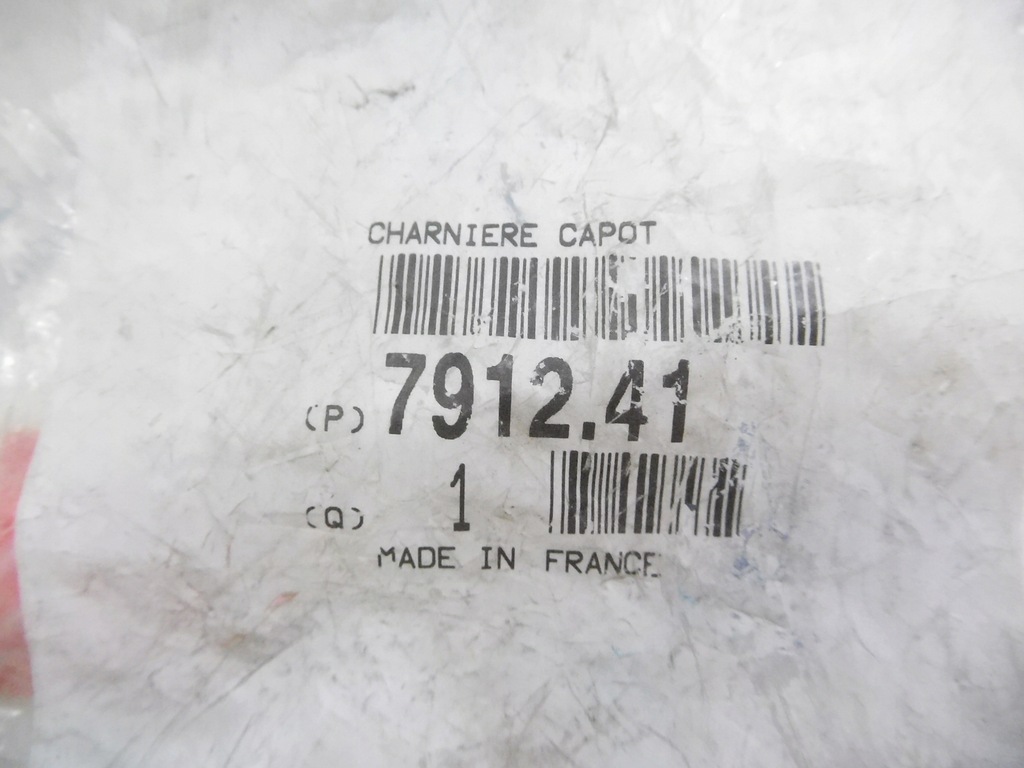 CHARNIERE CAPOT
(P) 7912.41
(Q) 1
MADE IN FRANCE